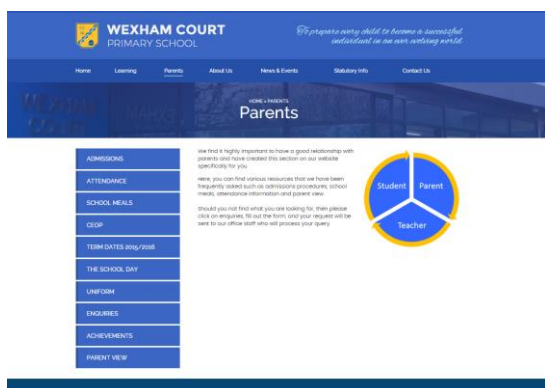 WEXHAM COURT
PRIMARY SCHOOL
To prepare every child to become a successful
individual in an ever evolving world
Home Learning Parents About Us News & Events Statutory Info Contact Us
HOME » PARENTS
Parents
ADMISSIONS
ATTENDANCE
SCHOOL MEALS
CEOP
TERM DATES 2015/2016
THE SCHOOL DAY
UNIFORM
ENQUIRIES
ACHIEVEMENTS
PARENT VIEW
We find it highly important to have a good relationship with
parents and have created this section on our website
specifically for you
Here, you can find various resources that we have been
frequently asked such as admissions procedures, school
meals, attendance information and parent view.
Should you not find what you are looking for, then please
click on enquiries, fill out the form, and your request will be
sent to our office staff who will process your query.
Student Parent
Teacher